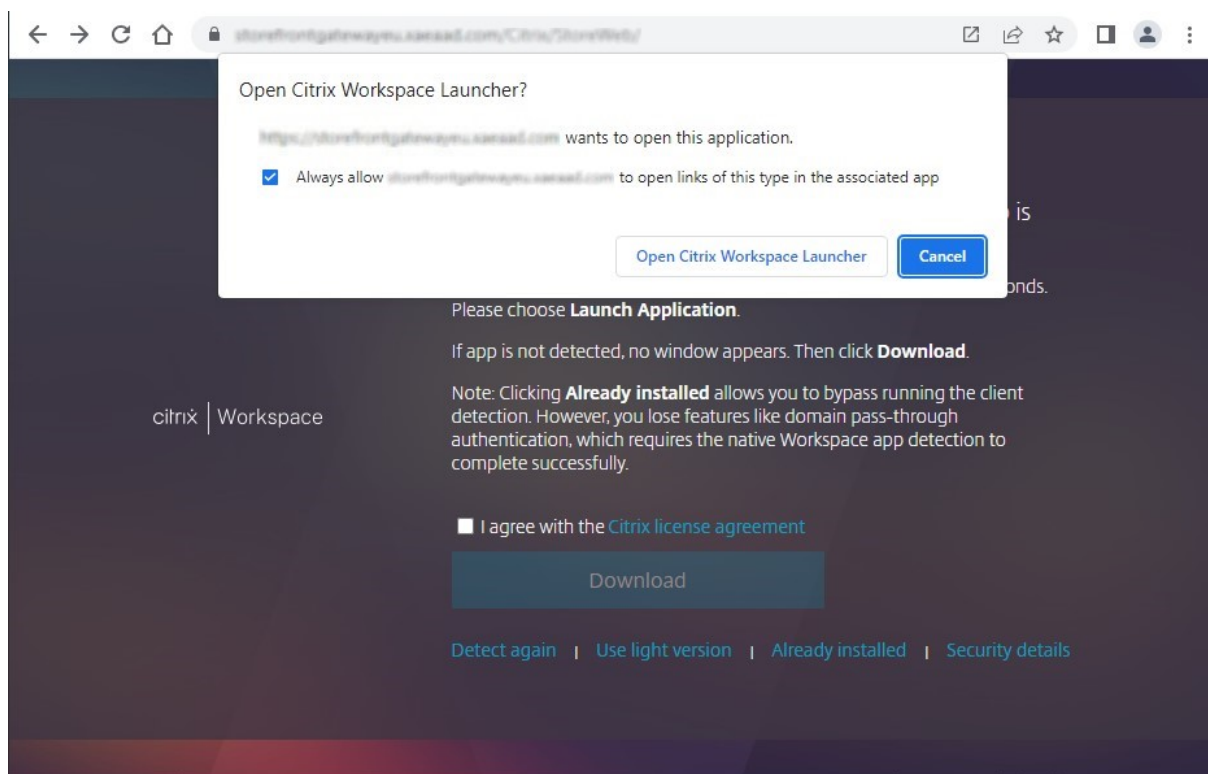 Open Citrix Workspace Launcher?
wants to open this application.
Always allow to open links of this type in the associated app
Open Citrix Workspace Launcher
Cancel
is
onds.
Please choose Launch Application.
If app is not detected, no window appears. Then click Download.
Note: Clicking Already installed allows you to bypass running the client
detection. However, you lose features like domain pass-through
authentication, which requires the native Workspace app detection to
complete successfully.
citrix | Workspace
I agree with the Citrix license agreement
Download
Detect again | Use light version | Already installed | Security details